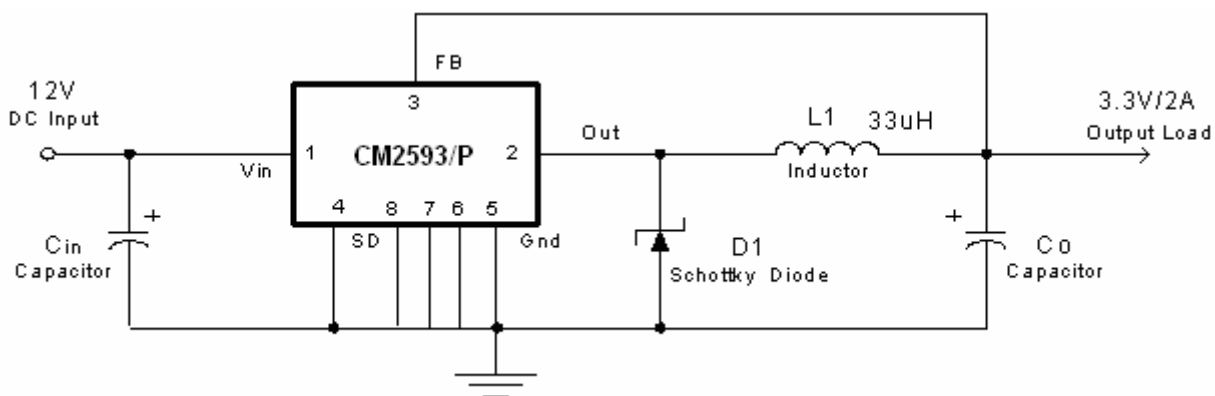 FB
12V
DC Input
3
L1 33uH
3.3V/2A
Out
Output Load
Vin
1 CM2593/P 2
Inductor
4 8 7 6 5
SD Gnd
+
+
Cin
Capacitor
D1
Schottky Diode
Co
Capacitor